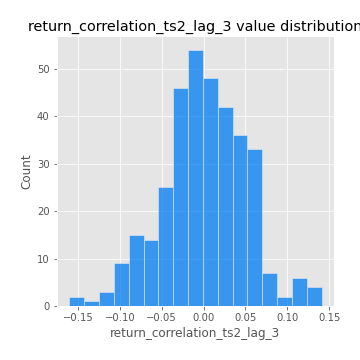 return_correlation_ts2_lag_3 value distribution
50
40
30
20
10
0
Count
−0.15 −0.10 −0.05 0.00 0.05 0.10 0.15
return_correlation_ts2_lag_3